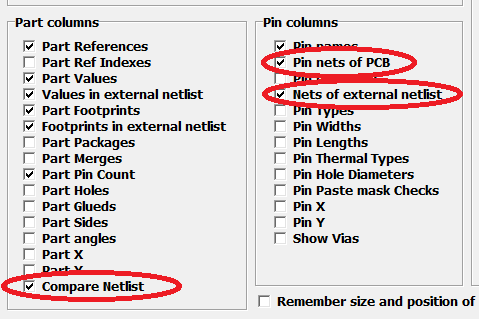 Part columns
Part References
Part Ref Indexes
Part Values
Values in external netlist
Part Footprints
Footprints in external netlist
Part Packages
Part Merges
Part Pin Count
Part Holes
Part Glueds
Part Sides
Part angles
Part X
Part Y
Compare Netlist
Pin columns
Pin names
Pin nets of PCB
Pin
Nets of external netlist
Pin Types
Pin Widths
Pin Lengths
Pin Thermal Types
Pin Hole Diameters
Pin Paste mask Checks
Pin X
Pin Y
Show Vias
Remember size and position of